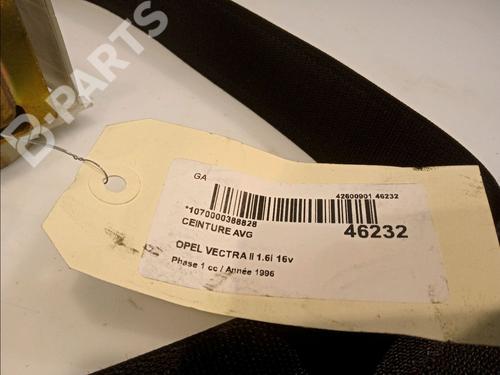 B-PARTS
GA
42600901 46232
*1070000388828
46232
CEINTURE AVG
OPEL VECTRA II 1.6i 16v
Phase 1 cc / Année 1996